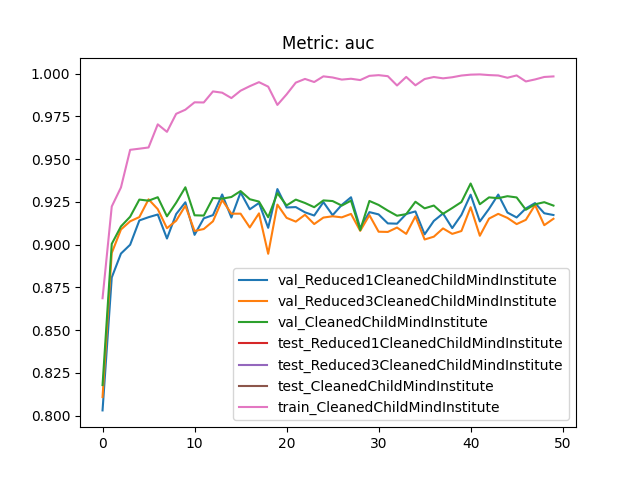 Metric: auc
1.000
0.975
0.950
0.925
0.900
0.875
0.850
0.825
0.800
val_Reduced1CleanedChildMindInstitute
val_Reduced3CleanedChildMindInstitute
val_CleanedChildMindInstitute
test_Reduced1CleanedChildMindInstitute
test_Reduced3CleanedChildMindInstitute
test_CleanedChildMindInstitute
train_CleanedChildMindInstitute
0 10 20 30 40 50